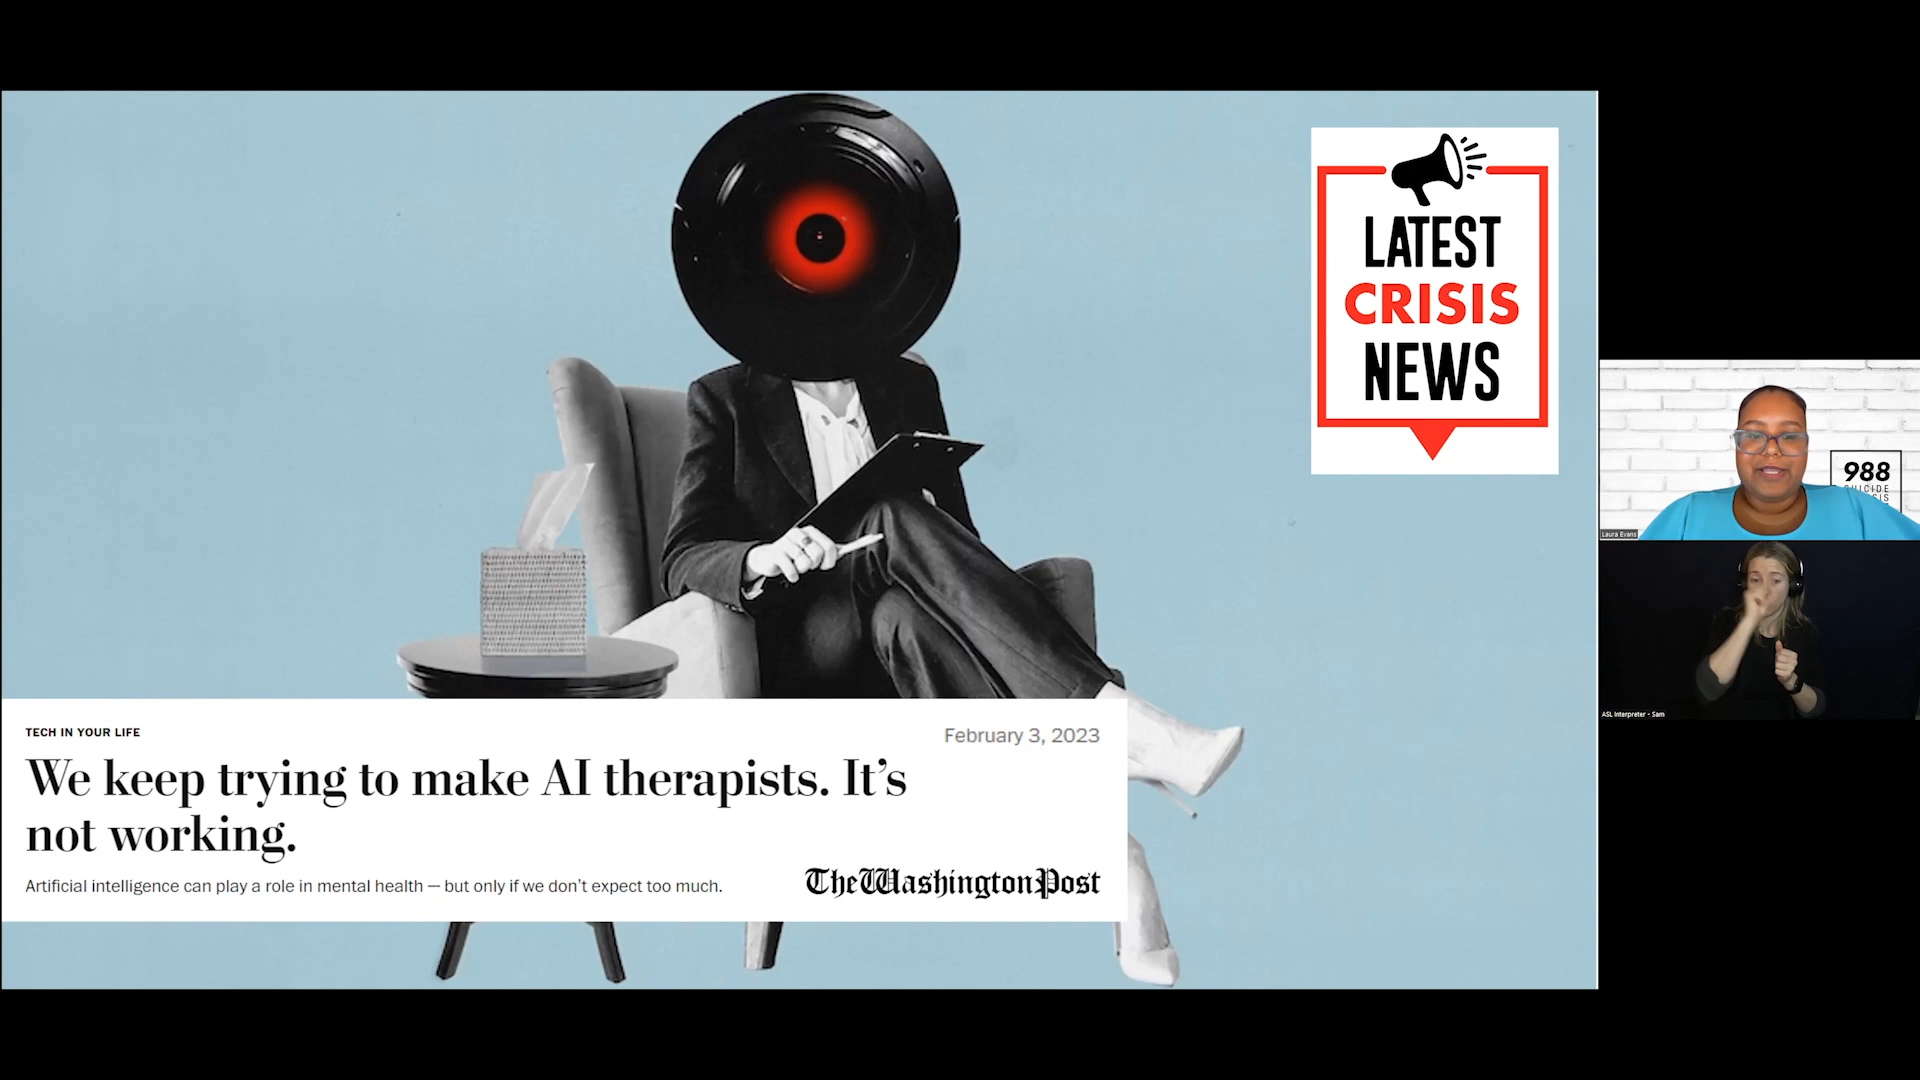 LATEST
CRISIS
NEWS
TECH IN YOUR LIFE
February 3, 2023
We keep trying to make AI therapists. It’s
not working.
Artificial intelligence can play a role in mental health — but only if we don’t expect too much.
The Washington Post
988
Laura Evans
ASL Interpreter - Sam